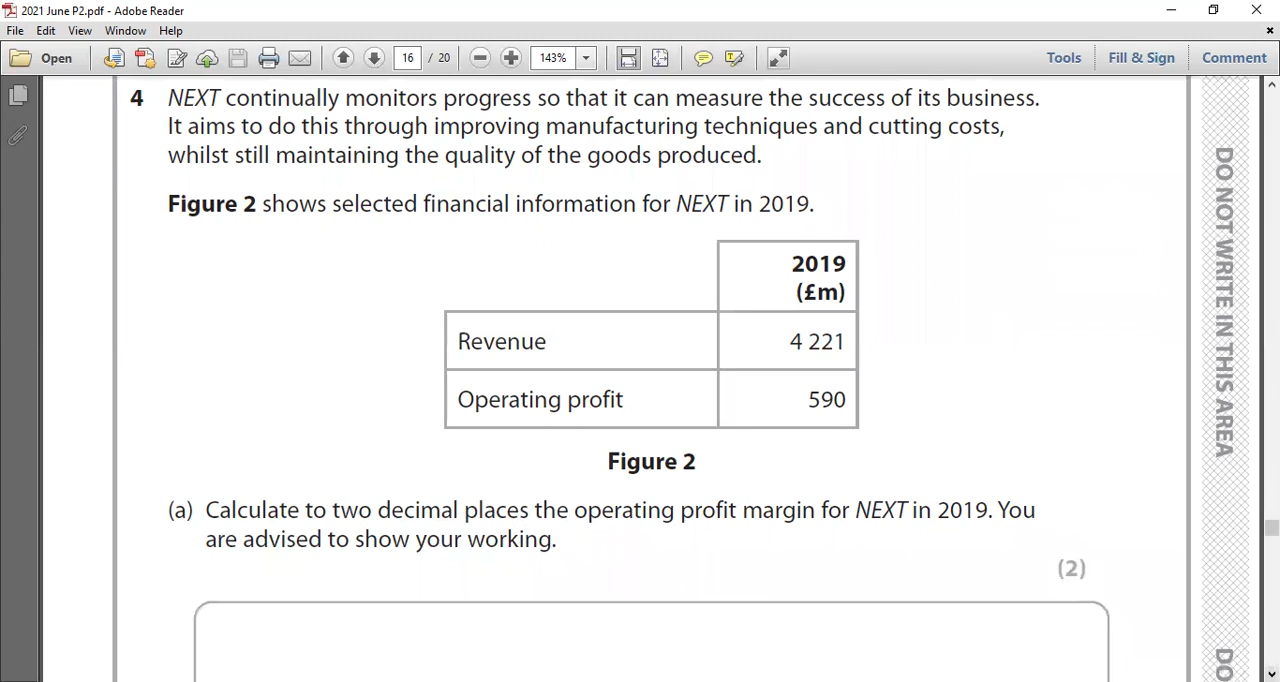 2021 June P2.pdf - Adobe Reader
File Edit View Window Help
Open 16 / 20 143% Tools Fill & Sign Comment
4 NEXT continually monitors progress so that it can measure the success of its business.
It aims to do this through improving manufacturing techniques and cutting costs,
whilst still maintaining the quality of the goods produced.
Figure 2 shows selected financial information for NEXT in 2019.
2019
(£m)
Revenue 4 221
Operating profit 590
Figure 2
(a) Calculate to two decimal places the operating profit margin for NEXT in 2019. You
are advised to show your working.
(2)
DO NOT WRITE IN THIS AREA
DO